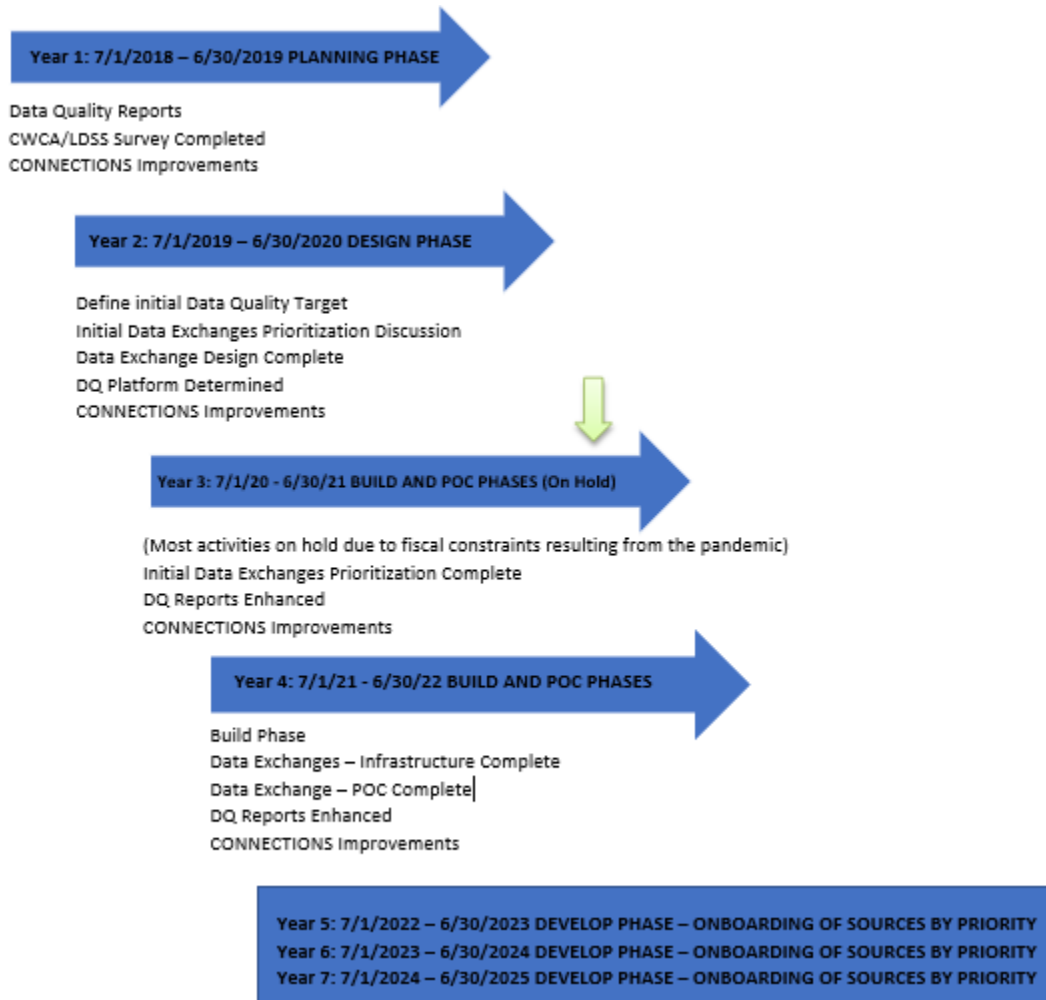 Year 1: 7/1/2018 – 6/30/2019 PLANNING PHASE
Data Quality Reports
CWCA/LDSS Survey Completed
CONNECTIONS Improvements
Year 2: 7/1/2019 – 6/30/2020 DESIGN PHASE
Define initial Data Quality Target
Initial Data Exchanges Prioritization Discussion
Data Exchange Design Complete
DQ Platform Determined
CONNECTIONS Improvements
Year 3: 7/1/20 - 6/30/21 BUILD AND POC PHASES (On Hold)
(Most activities on hold due to fiscal constraints resulting from the pandemic)
Initial Data Exchanges Prioritization Complete
DQ Reports Enhanced
CONNECTIONS Improvements
Year 4: 7/1/21 - 6/30/22 BUILD AND POC PHASES
Build Phase
Data Exchanges – Infrastructure Complete
Data Exchange – POC Complete
DQ Reports Enhanced
CONNECTIONS Improvements
Year 5: 7/1/2022 – 6/30/2023 DEVELOP PHASE – ONBOARDING OF SOURCES BY PRIORITY
Year 6: 7/1/2023 – 6/30/2024 DEVELOP PHASE – ONBOARDING OF SOURCES BY PRIORITY
Year 7: 7/1/2024 – 6/30/2025 DEVELOP PHASE – ONBOARDING OF SOURCES BY PRIORITY